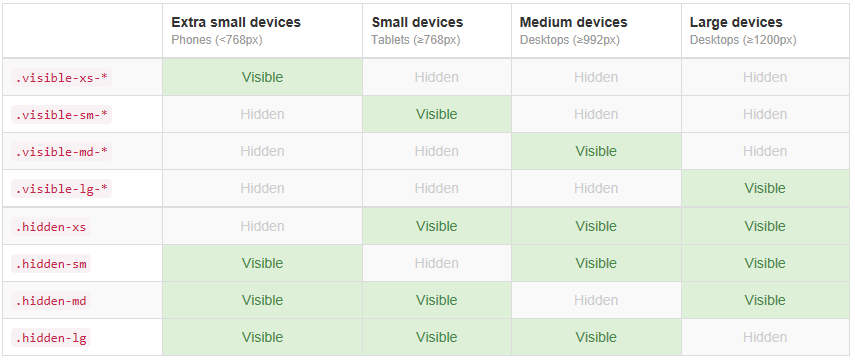 Extra small devices Small devices Medium devices Large devices
Phones (<768px) Tablets (≥768px) Desktops (≥992px) Desktops (≥1200px)
.visible-xs-* Visible Hidden Hidden Hidden
.visible-sm-* Hidden Visible Hidden Hidden
.visible-md-* Hidden Hidden Visible Hidden
.visible-lg-* Hidden Hidden Hidden Visible
.hidden-xs Hidden Visible Visible Visible
.hidden-sm Visible Hidden Visible Visible
.hidden-md Visible Visible Hidden Visible
.hidden-lg Visible Visible Visible Hidden